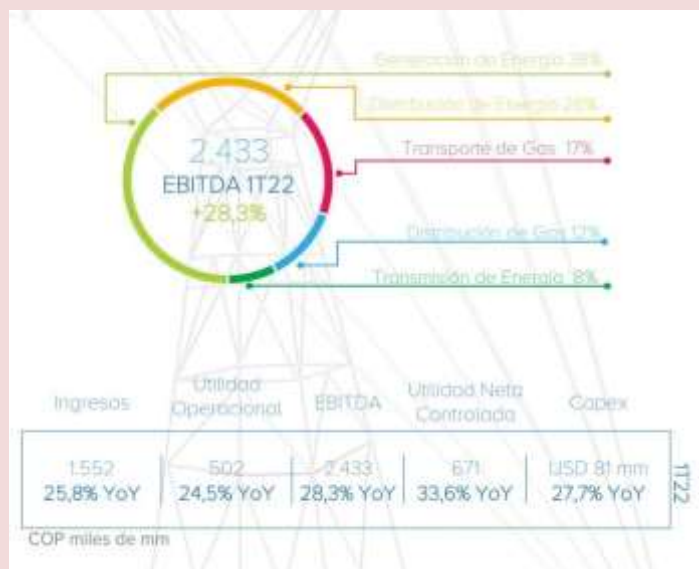 Generación de Energía 38%
Distribución de Energía 26%
Transporte de Gas 17%
Distribución de Gas 12%
Transmisión de Energía 8%
2.433
EBITDA 1T22
+28,3%
Ingresos
Utilidad Operacional
EBITDA
Utilidad Neta Controlada
Capex
1.552
25,8% YoY
502
24,5% YoY
2.433
28,3% YoY
671
33,6% YoY
USD 81 mm
27,7% YoY
1T'22
COP miles de mm